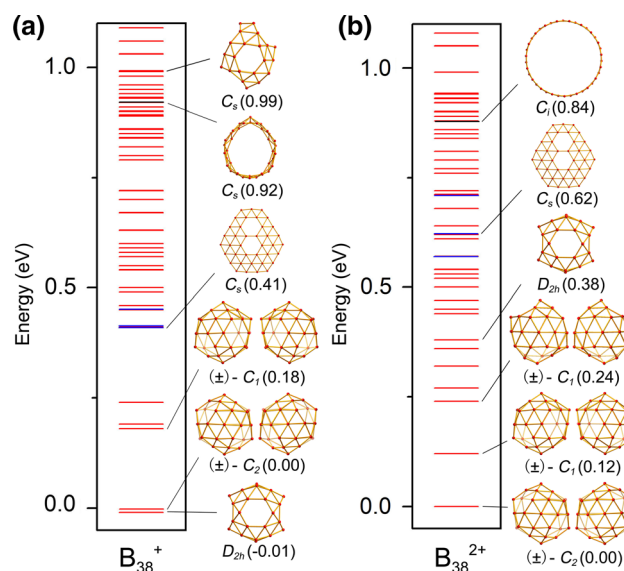 (a)
Energy (eV)
1.0
0.5
0.0
Cs(0.99)
Cs(0.92)
Cs(0.41)
(±)- C1(0.18)
(±)- C2(0.00)
D2h(-0.01)
B38+
(b)
Energy (eV)
1.0
0.5
0.0
Ci(0.84)
Cs(0.62)
D2h(0.38)
(±)- C1(0.24)
(±)- C1(0.12)
(±)- C2(0.00)
B382+